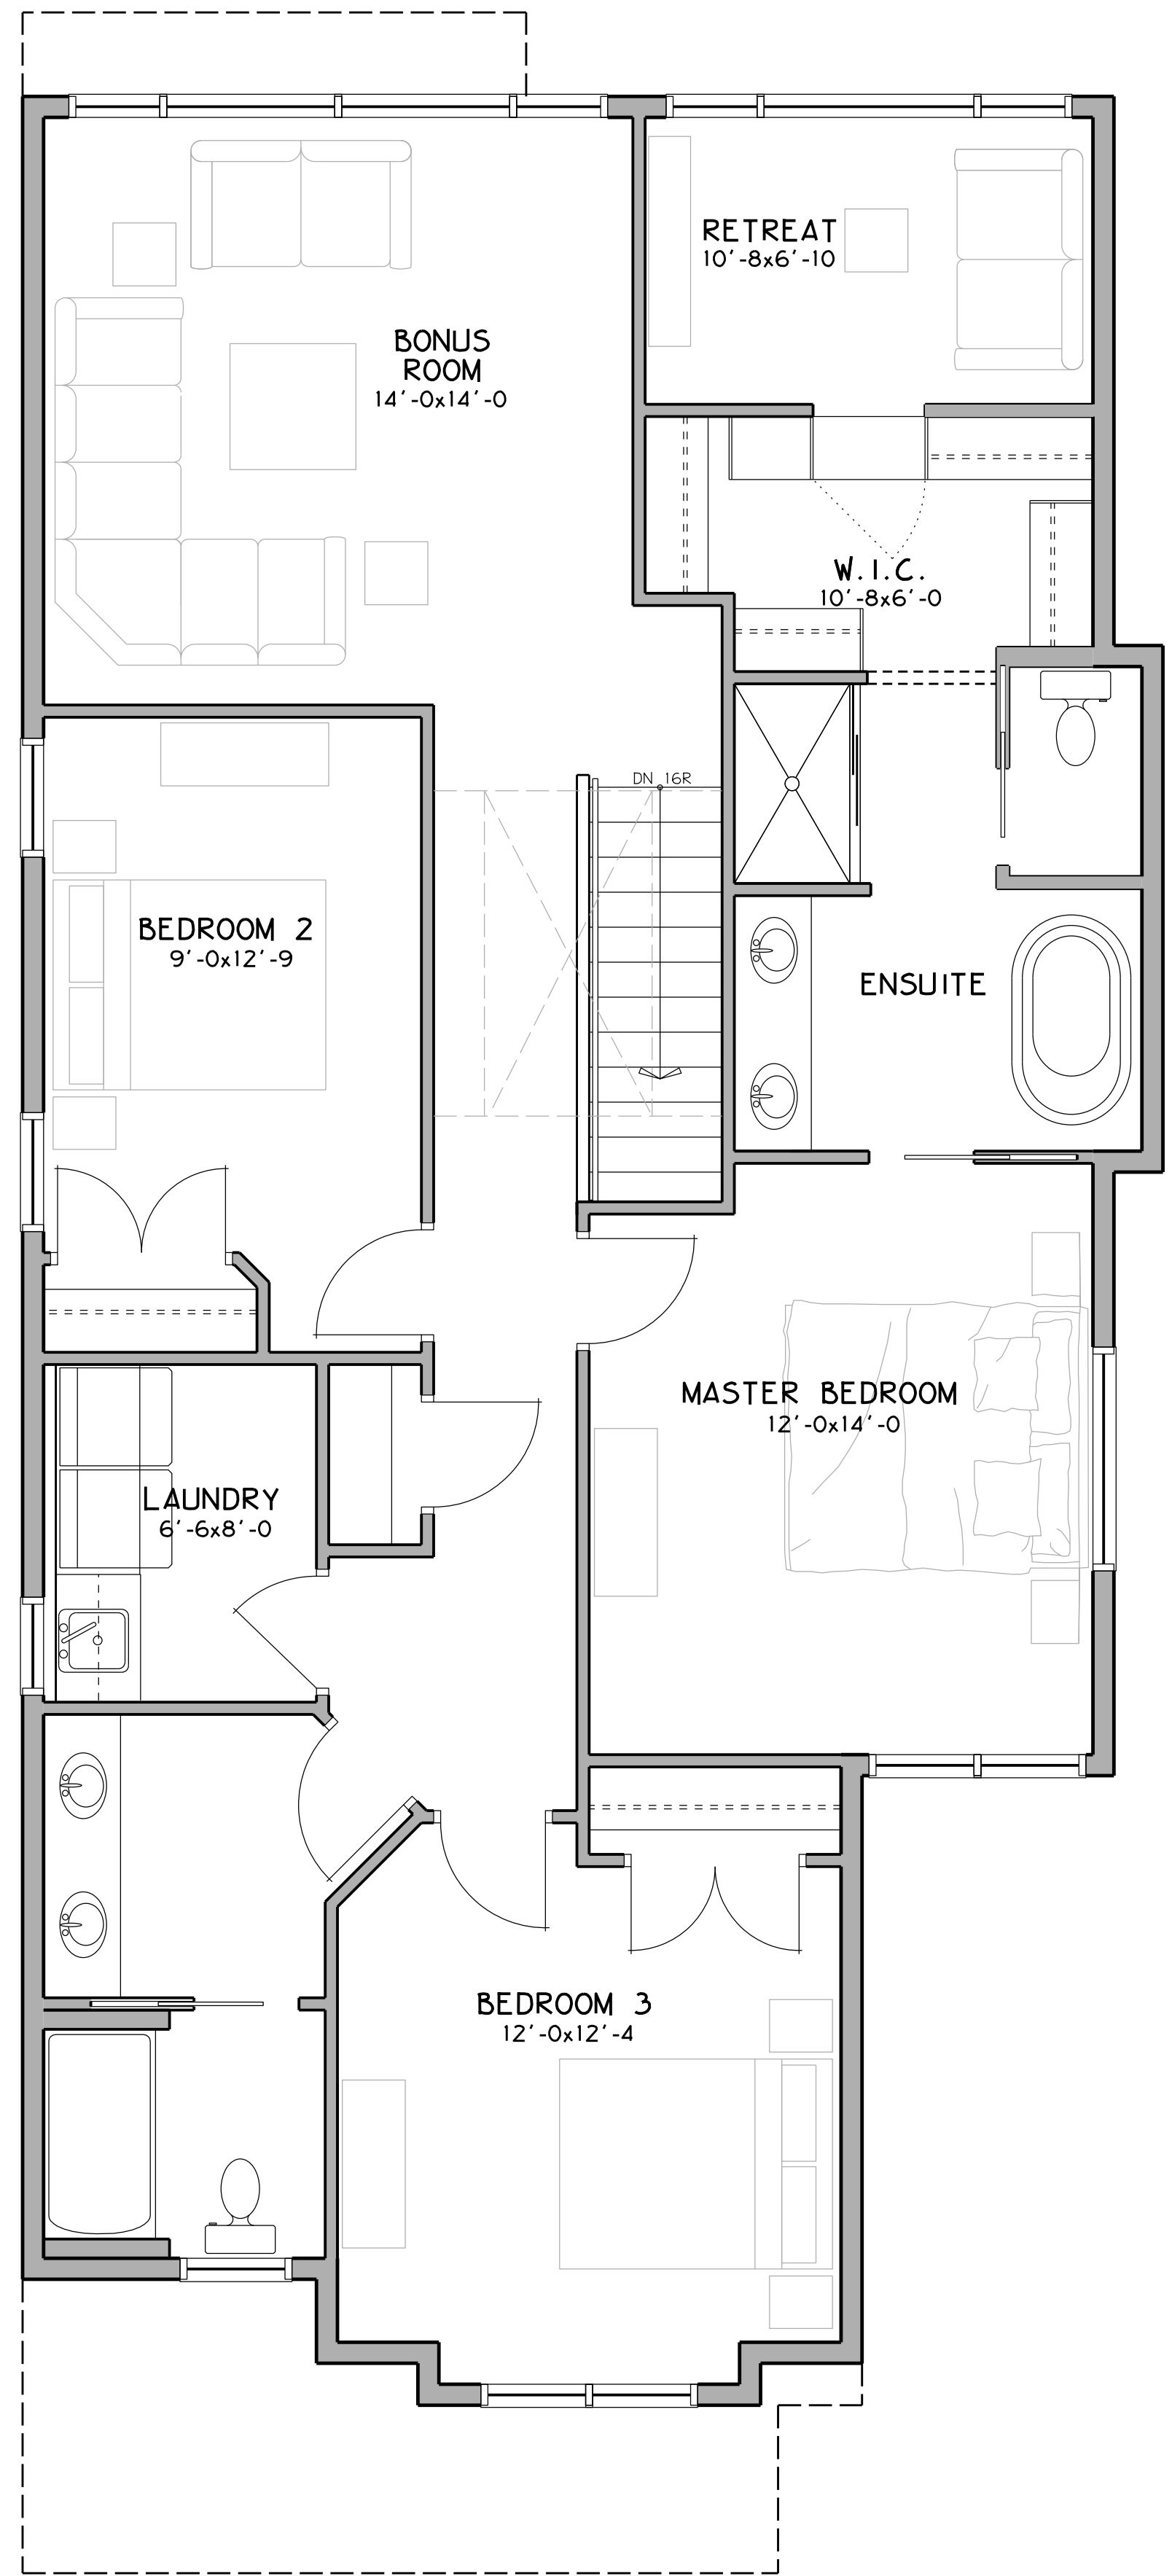 RETREAT
10'-8x6'-10
BONUS
ROOM
14'-0x14'-0
W.I.C.
10'-8x6'-0
DN 16R
BEDROOM 2
9'-0x12'-9
ENSUITE
MASTER BEDROOM
12'-0x14'-0
LAUNDRY
6'-6x8'-0
BEDROOM 3
12'-0x12'-4